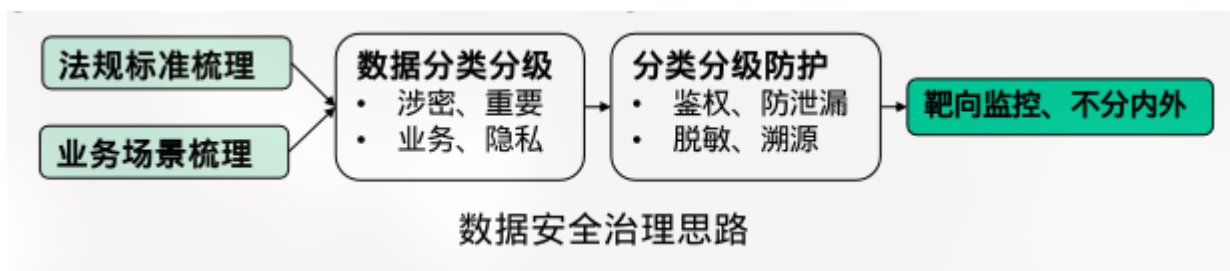 法规标准梳理
业务场景梳理
数据分类分级
• 涉密、重要
• 业务、隐私
分类分级防护
• 鉴权、防泄漏
• 脱敏、溯源
靶向监控、不分内外
数据安全治理思路